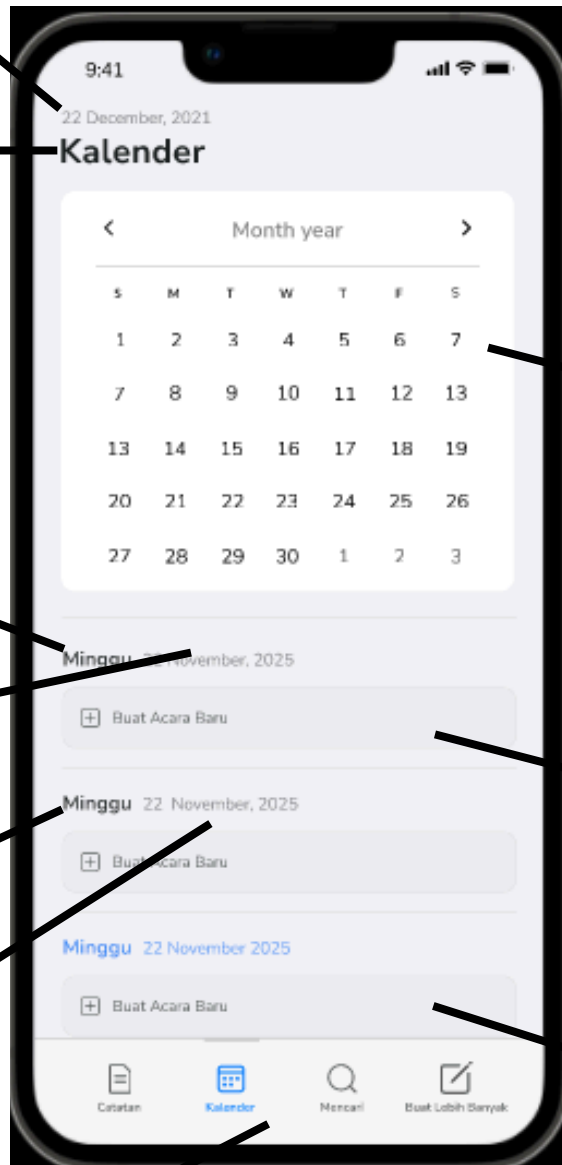 9:41
22 December, 2021
Kalender
Month year
S M T W T F S
1 2 3 4 5 6 7
7 8 9 10 11 12 13
13 14 15 16 17 18 19
20 21 22 23 24 25 26
27 28 29 30 1 2 3
Minggu 22 November, 2025
Buat Acara Baru
Minggu 22 November, 2025
Buat Acara Baru
Minggu 22 November 2025
Buat Acara Baru
Catatan Kalender Mencari Buat Lebih Banyak